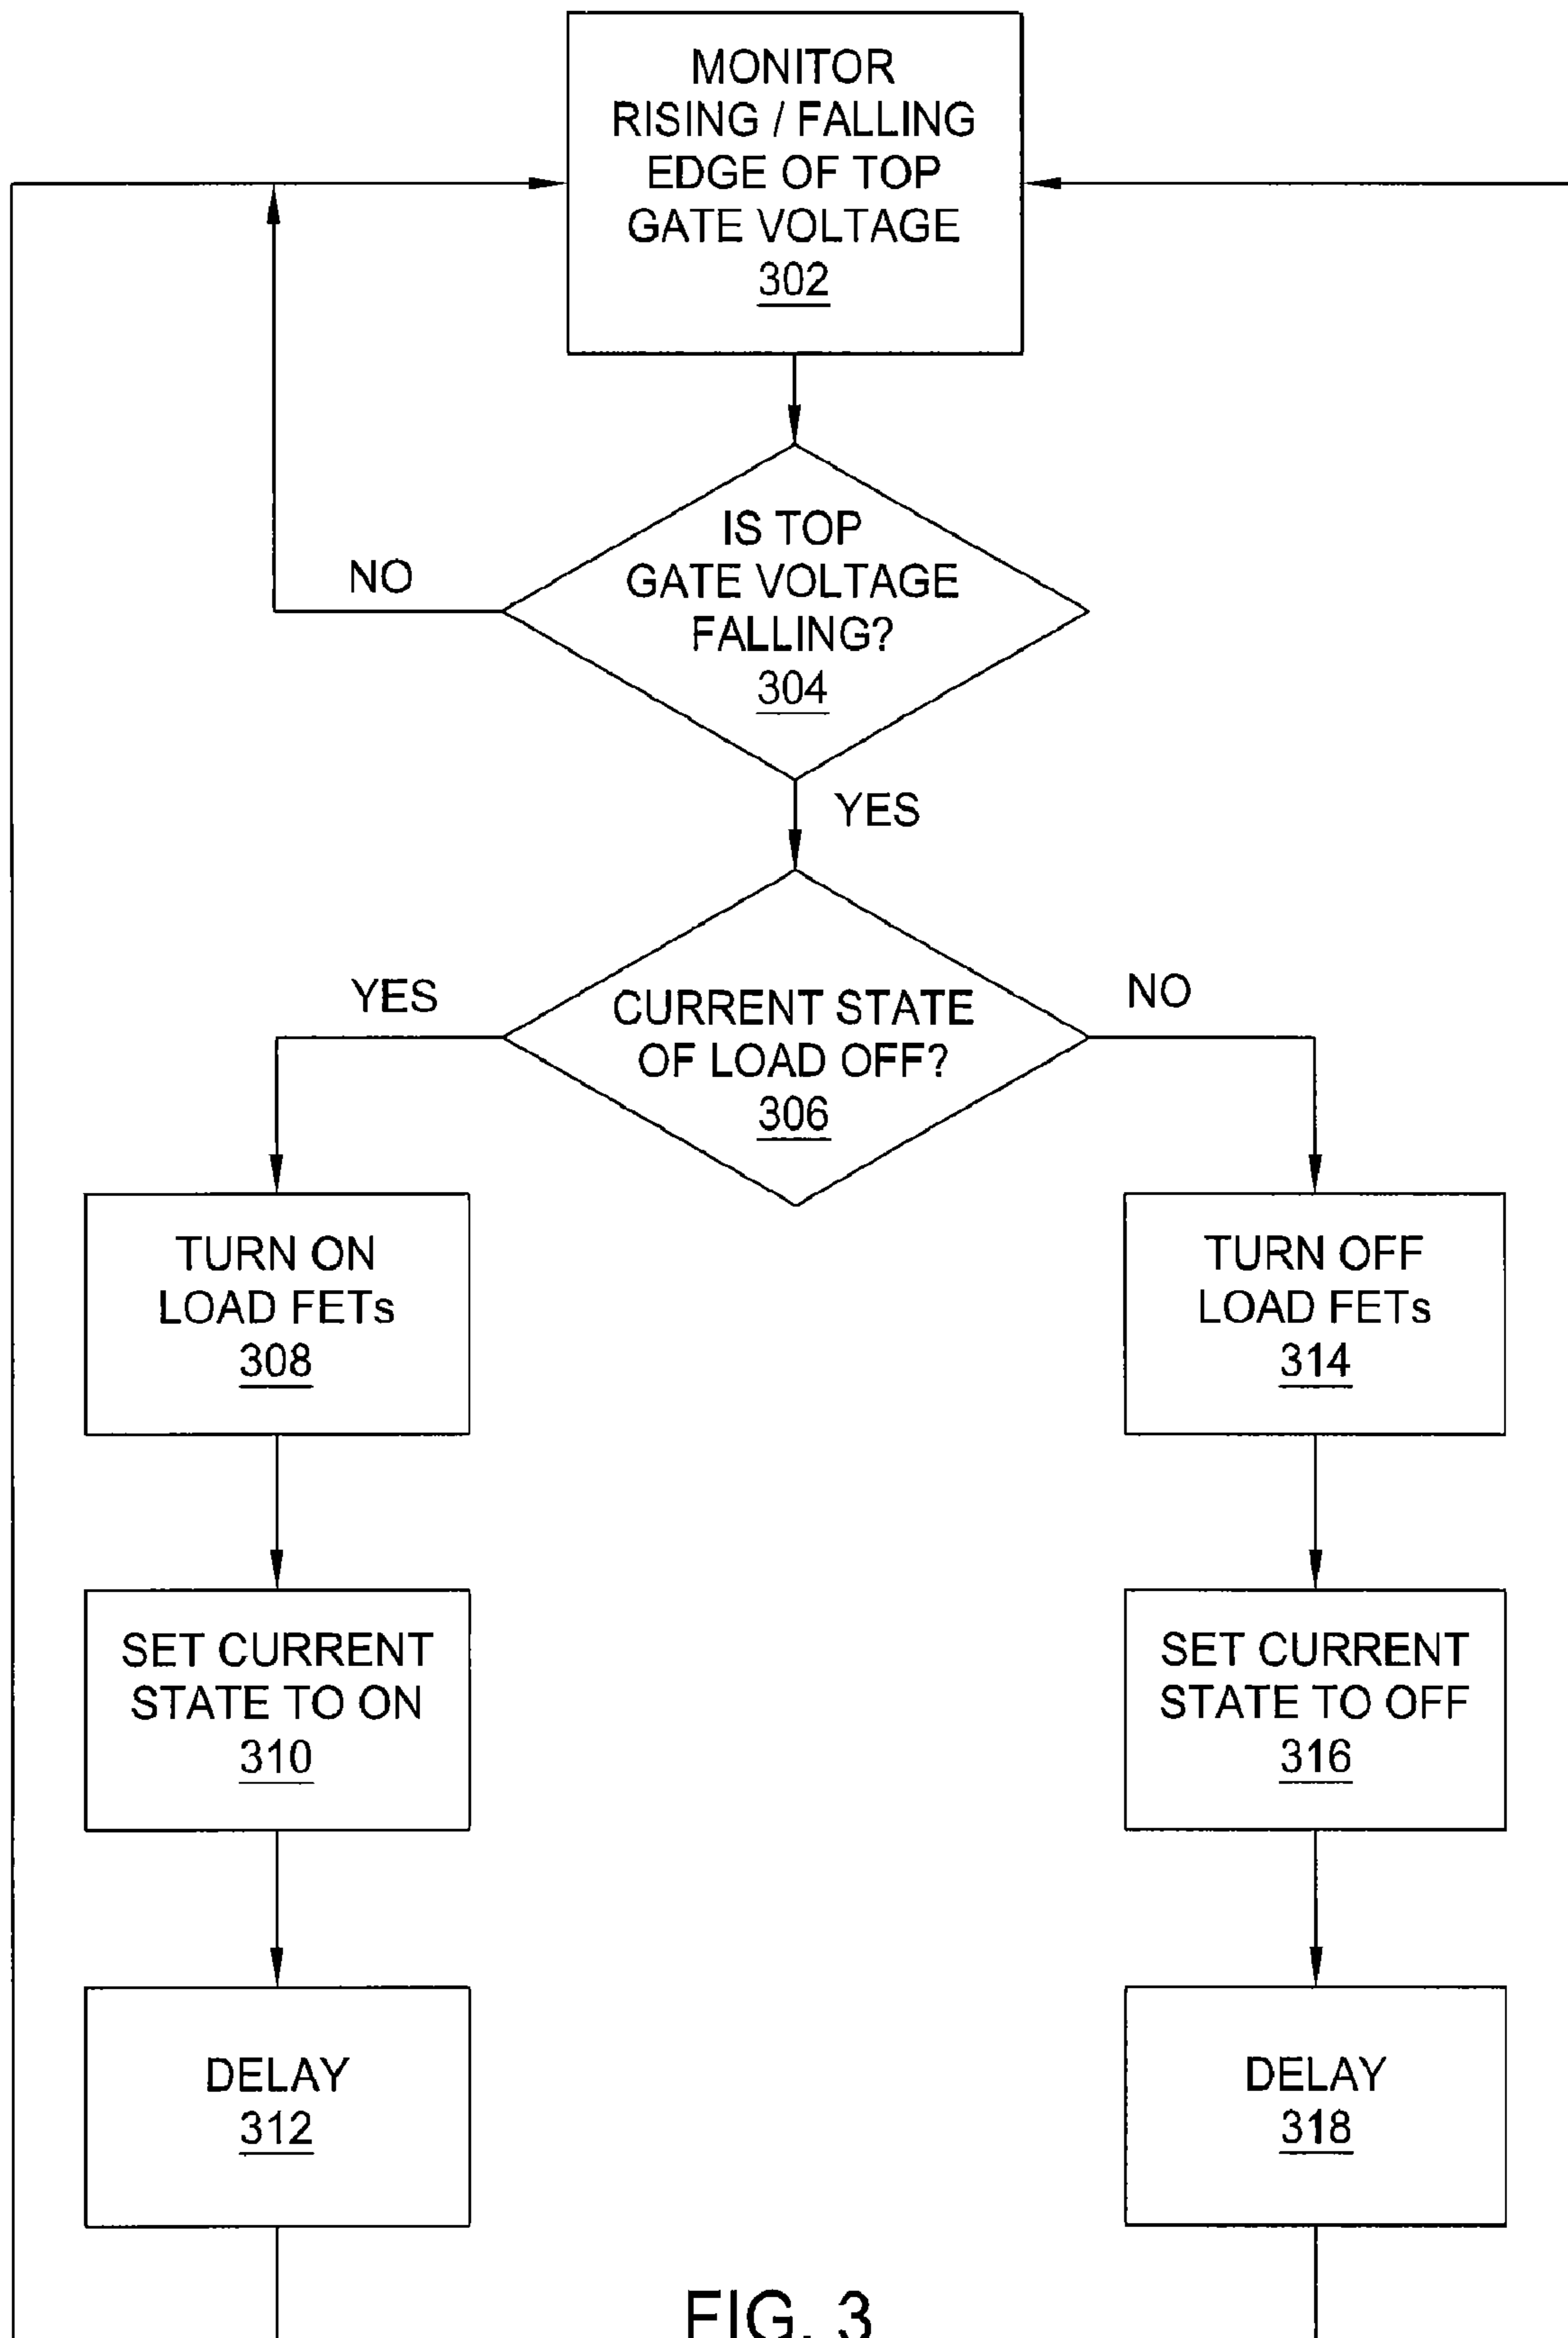 MONITOR
RISING / FALLING
EDGE OF TOP
GATE VOLTAGE
302
IS TOP
GATE VOLTAGE
FALLING?
304
NO
YES
CURRENT STATE
OF LOAD OFF?
306
YES
NO
TURN ON
LOAD FETs
308
TURN OFF
LOAD FETs
314
SET CURRENT
STATE TO ON
310
SET CURRENT
STATE TO OFF
316
DELAY
312
DELAY
318
FIG. 3